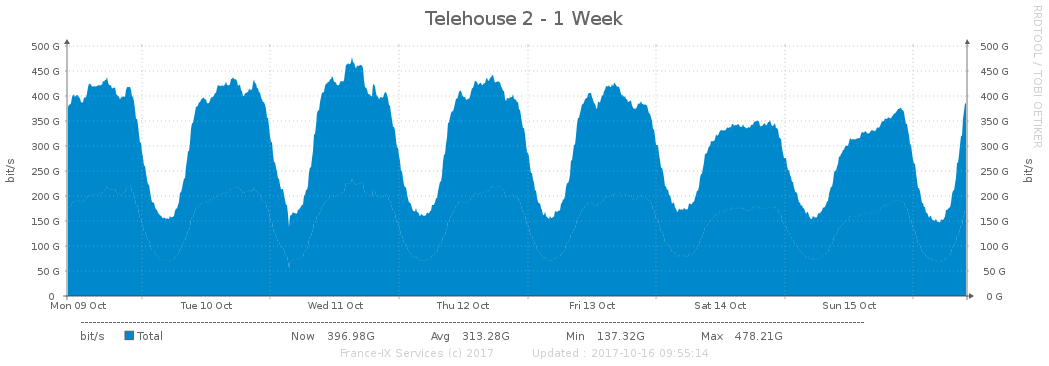 Telehouse 2 - 1 Week
RRDTOOL / TOBI OETIKER
500 G 500 G
450 G 450 G
400 G 400 G
350 G 350 G
300 G 300 G
250 G 250 G
200 G 200 G
150 G 150 G
100 G 100 G
50 G 50 G
0 0 G
bit/s bit/s
Mon 09 Oct Tue 10 Oct Wed 11 Oct Thu 12 Oct Fri 13 Oct Sat 14 Oct Sun 15 Oct
bit/s Total Now 396.98G Avg 313.28G Min 137.32G Max 478.21G
France-IX Services (c) 2017 Updated : 2017-10-16 09:55:14